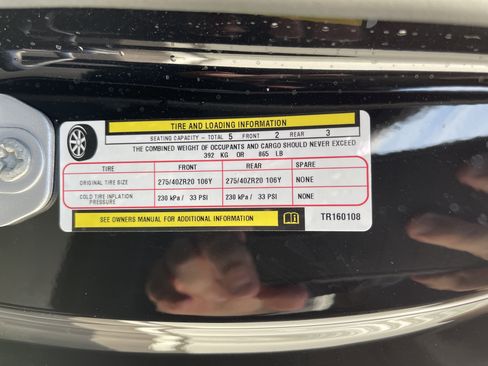 TIRE AND LOADING INFORMATION
SEATING CAPACITY - TOTAL 5 FRONT 2 REAR 3
THE COMBINED WEIGHT OF OCCUPANTS AND CARGO SHOULD NEVER EXCEED
392 KG OR 865 LB
TIRE FRONT REAR SPARE
ORIGINAL TIRE SIZE 275/40ZR20 106Y 275/40ZR20 106Y NONE
COLD TIRE INFLATION PRESSURE 230 kPa / 33 PSI 230 kPa / 33 PSI NONE
SEE OWNERS MANUAL FOR ADDITIONAL INFORMATION TR160108